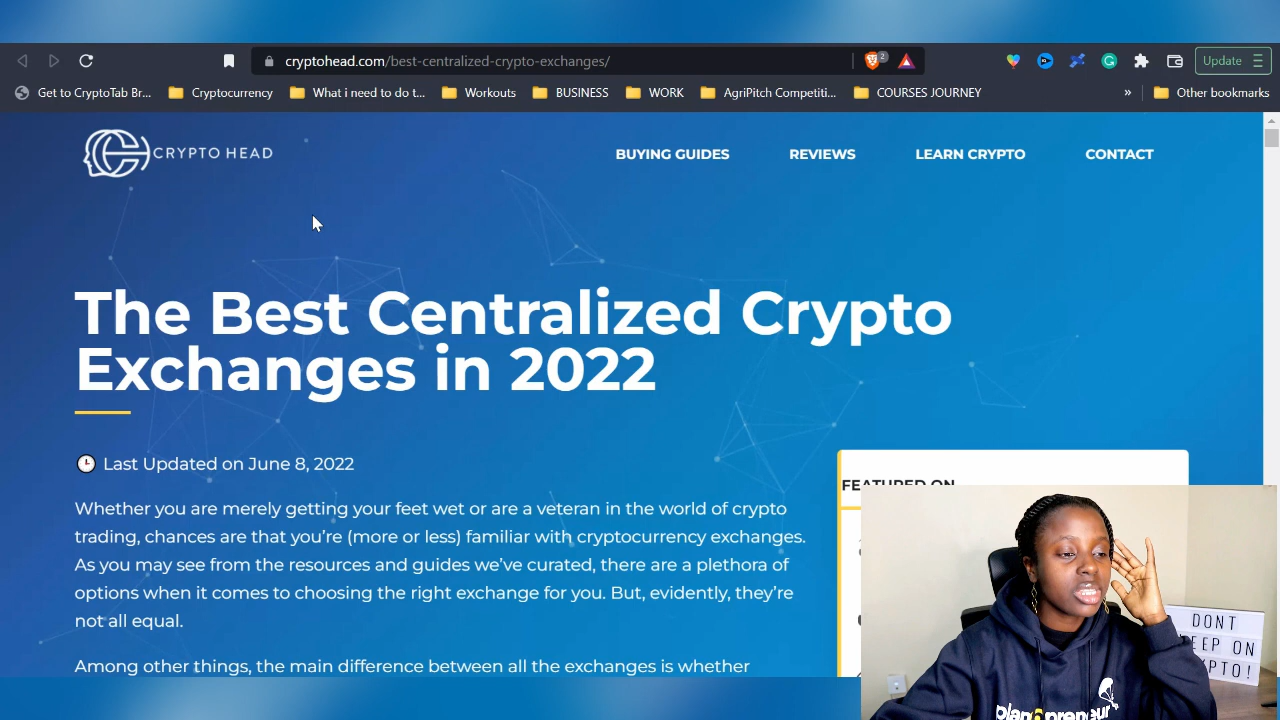 cryptohead.com/best-centralized-crypto-exchanges/
2
Update
Get to CryptoTab Br...
Cryptocurrency
What i need to do t...
Workouts
BUSINESS
WORK
AgriPitch Competiti...
COURSES JOURNEY
»
Other bookmarks
CRYPTO HEAD
BUYING GUIDES
REVIEWS
LEARN CRYPTO
CONTACT
The Best Centralized Crypto
Exchanges in 2022
Last Updated on June 8, 2022
FEATURED ON
Whether you are merely getting your feet wet or are a veteran in the world of crypto
trading, chances are that you’re (more or less) familiar with cryptocurrency exchanges.
As you may see from the resources and guides we’ve curated, there are a plethora of
options when it comes to choosing the right exchange for you. But, evidently, they’re
not all equal.
Among other things, the main difference between all the exchanges is whether
DONT
EEP ON
YPTO!